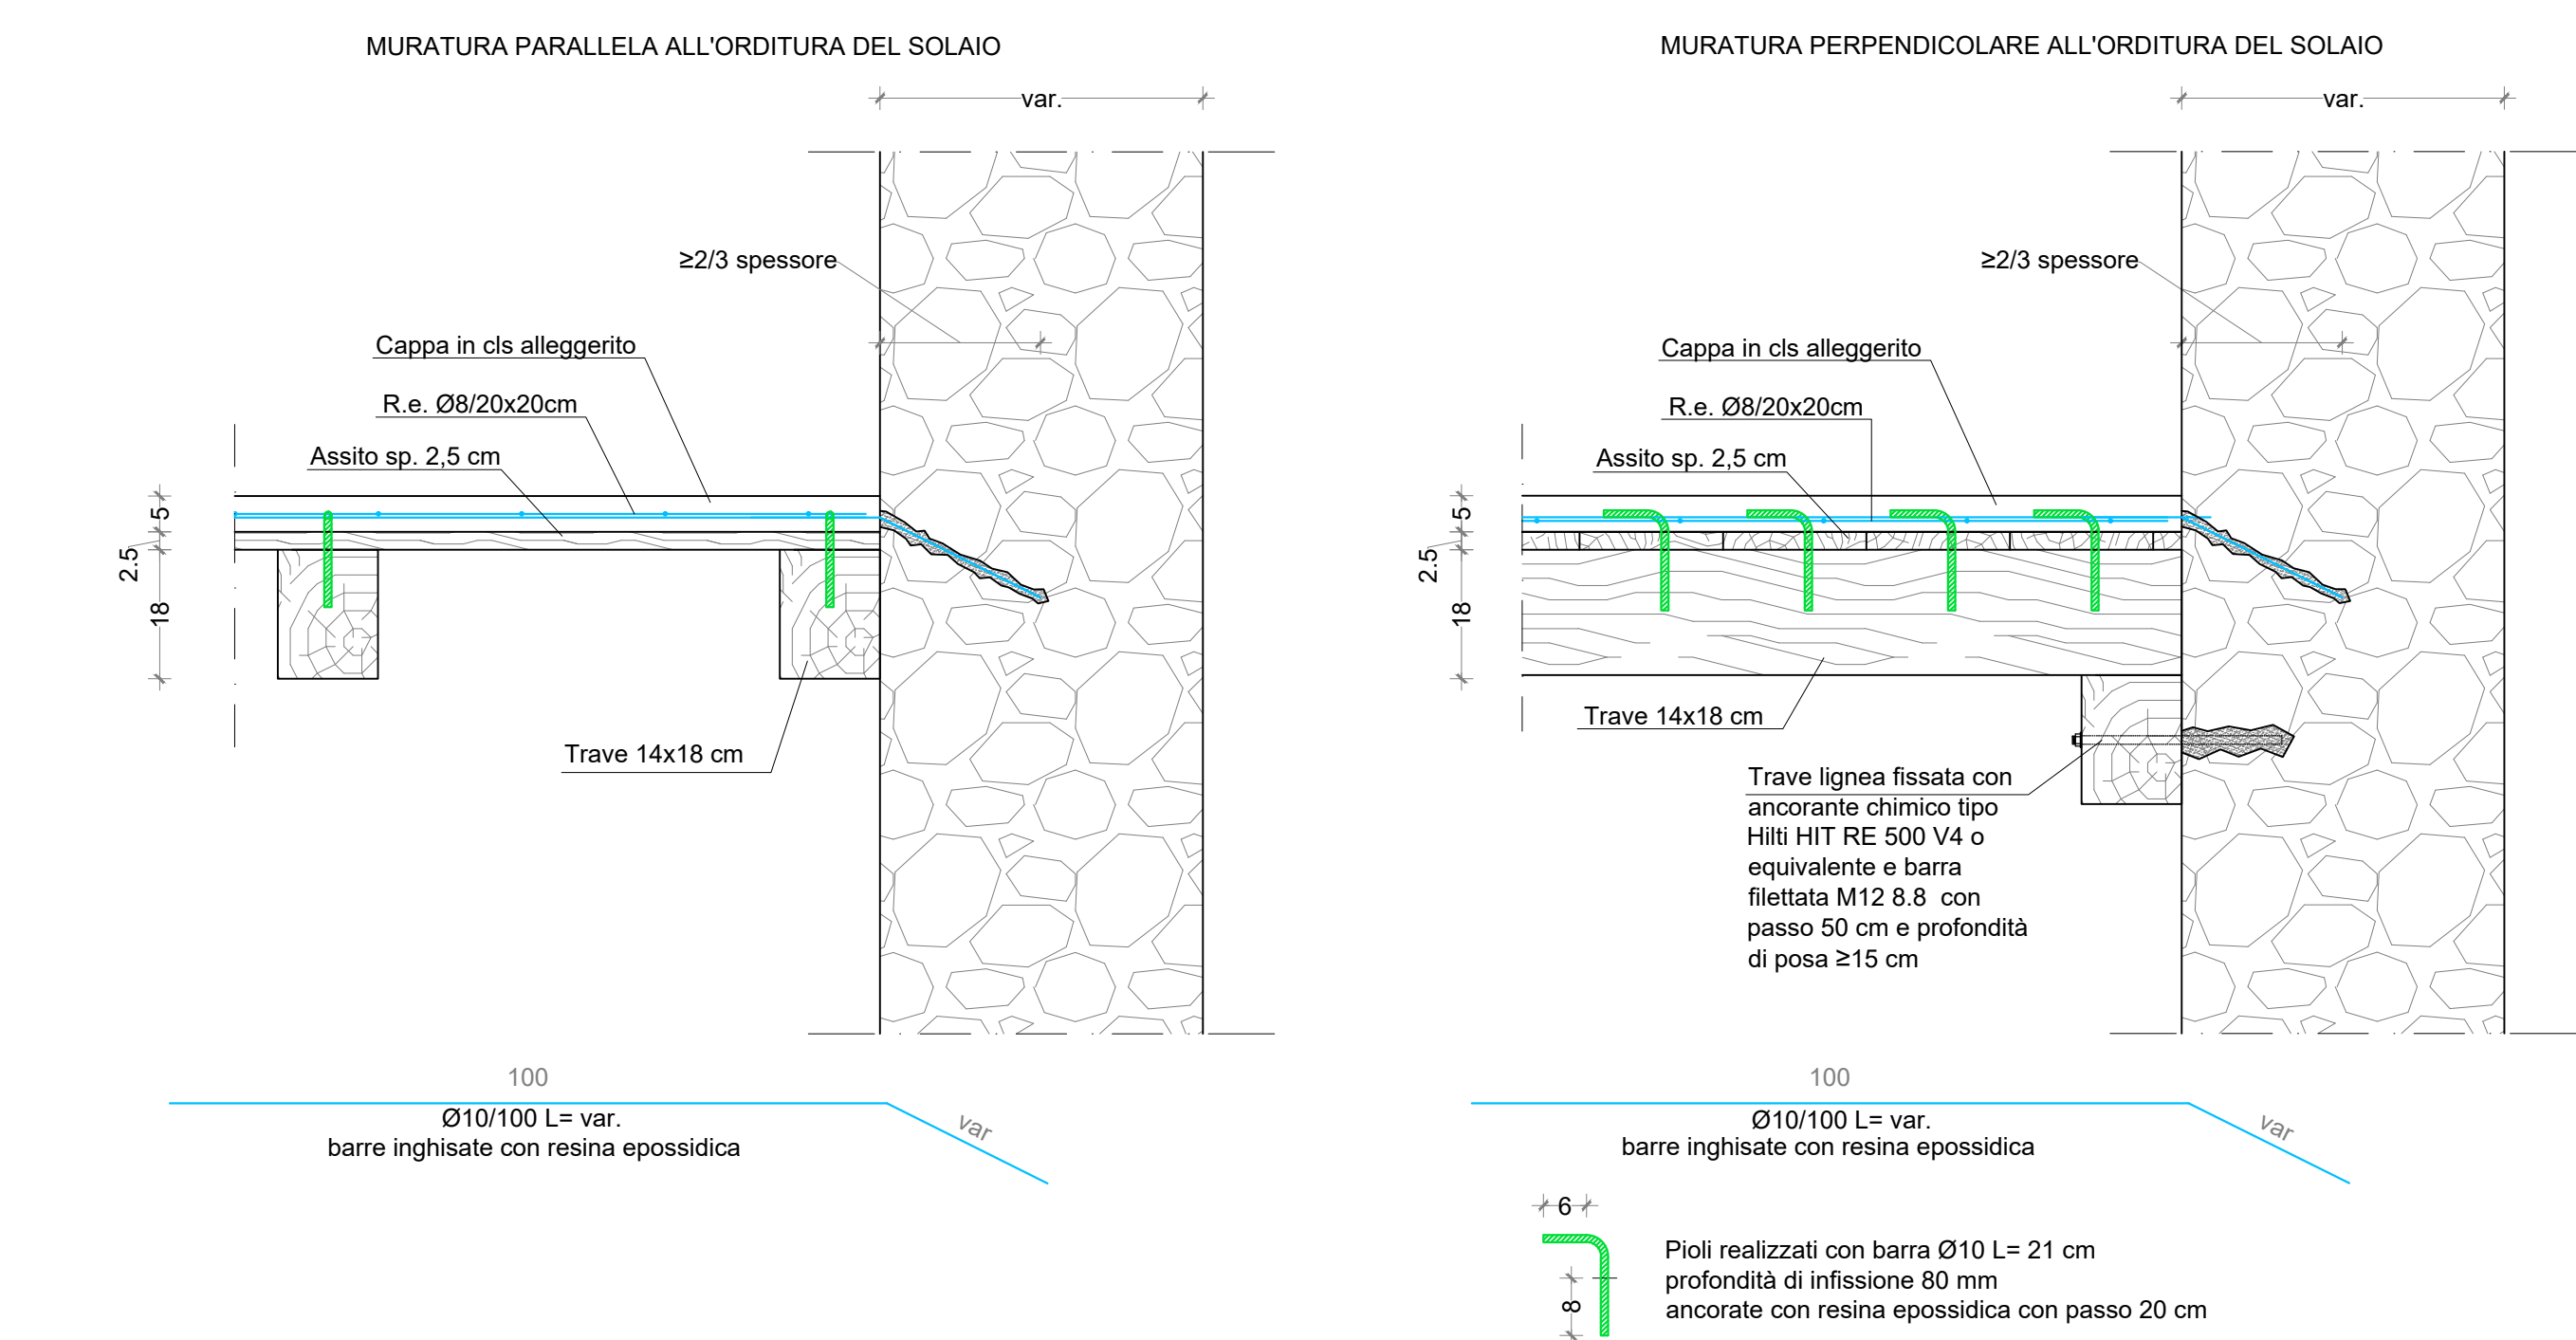 MURATURA PARALLELA ALL'ORDITURA DEL SOLAIO
var.
≥2/3 spessore
Cappa in cls alleggerito
R.e. Ø8/20x20cm
Assito sp. 2,5 cm
5
2.5
18
Trave 14x18 cm
100
Ø10/100 L= var.
barre inghisate con resina epossidica
var
MURATURA PERPENDICOLARE ALL'ORDITURA DEL SOLAIO
var.
≥2/3 spessore
Cappa in cls alleggerito
R.e. Ø8/20x20cm
Assito sp. 2,5 cm
5
2.5
18
Trave 14x18 cm
Trave lignea fissata con
ancorante chimico tipo
Hilti HIT RE 500 V4 o
equivalente e barra
filettata M12 8.8 con
passo 50 cm e profondità
di posa ≥15 cm
100
Ø10/100 L= var.
barre inghisate con resina epossidica
var
6
8
Pioli realizzati con barra Ø10 L= 21 cm
profondità di infissione 80 mm
ancorate con resina epossidica con passo 20 cm